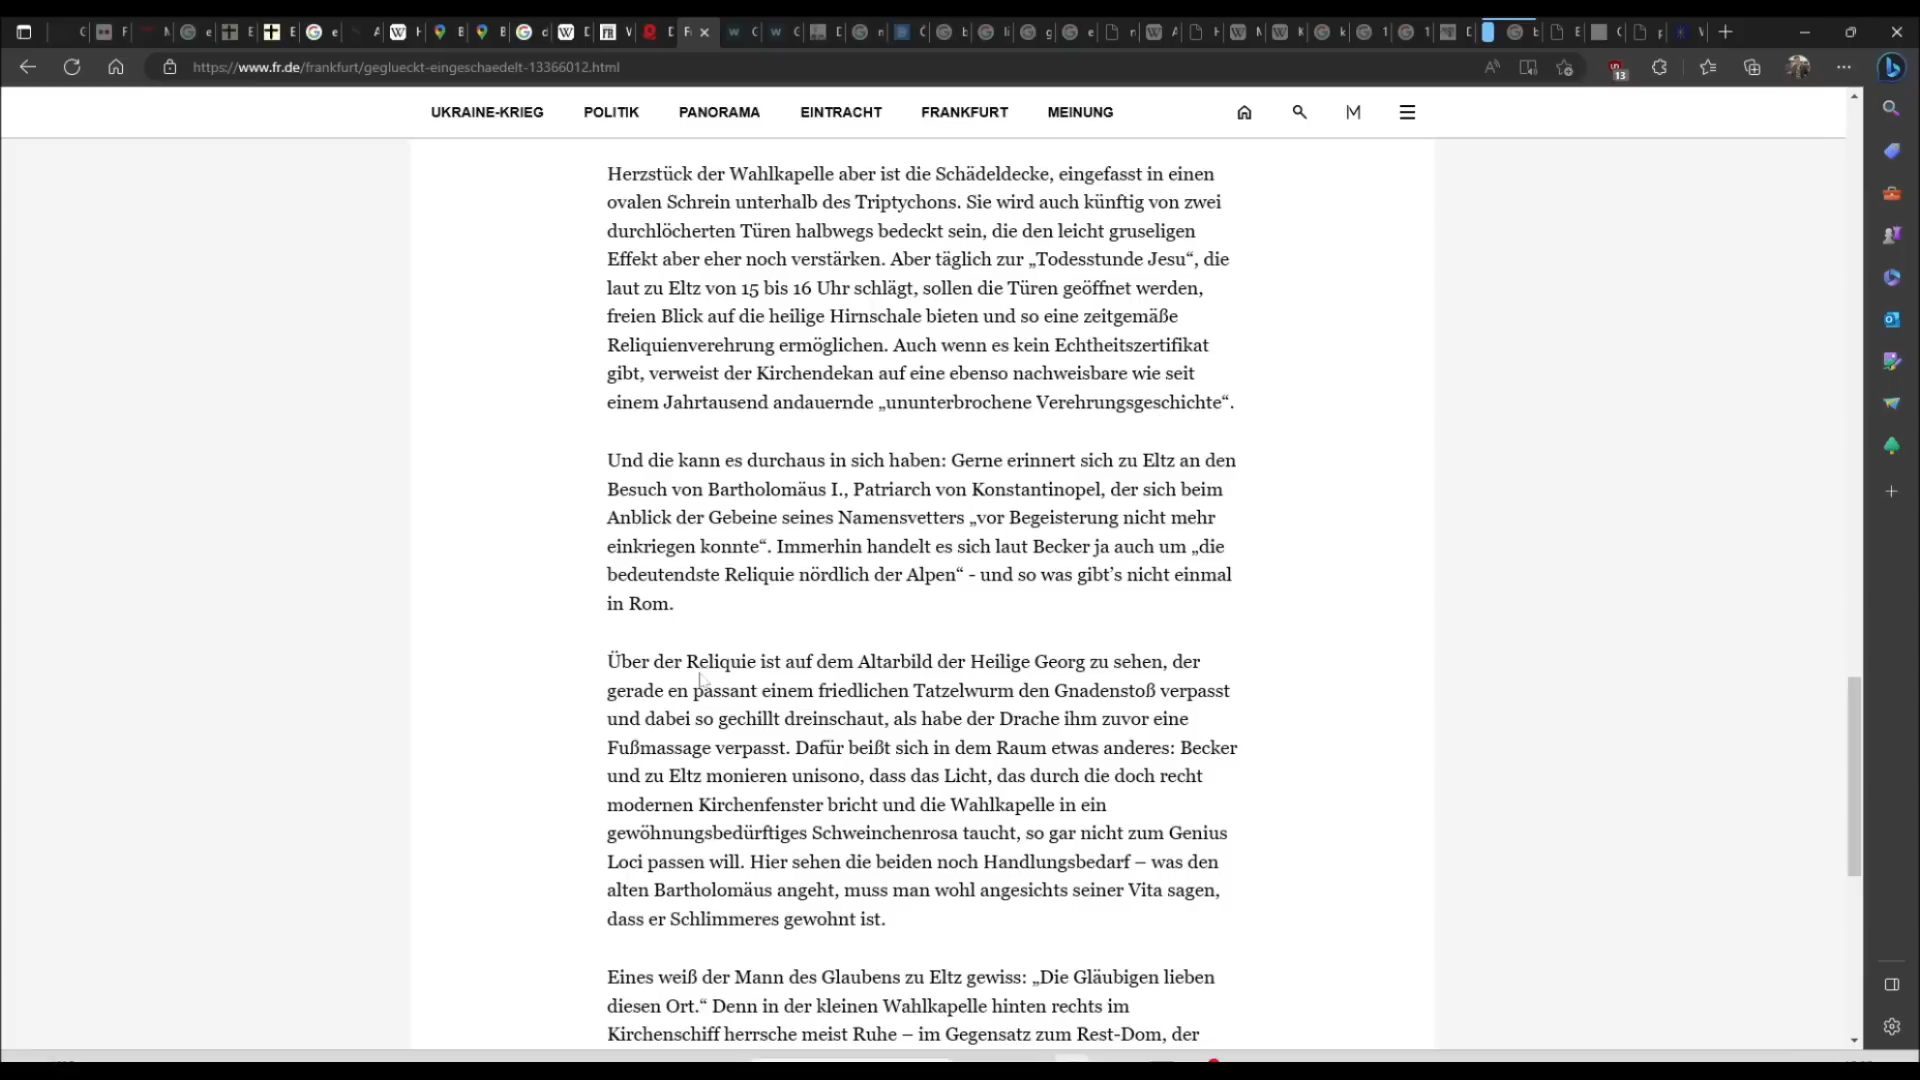 https://www.fr.de/frankfurt/geglueckt-eingeschaedelt-13366012.html
13
UKRAINE-KRIEG POLITIK PANORAMA EINTRACHT FRANKFURT MEINUNG
Herzstück der Wahlkapelle aber ist die Schädeldecke, eingefasst in einen
ovalen Schrein unterhalb des Triptychons. Sie wird auch künftig von zwei
durchlöcherten Türen halbwegs bedeckt sein, die den leicht gruseligen
Effekt aber eher noch verstärken. Aber täglich zur „Todesstunde Jesu“, die
laut zu Eltz von 15 bis 16 Uhr schlägt, sollen die Türen geöffnet werden,
freien Blick auf die heilige Hirnschale bieten und so eine zeitgemäße
Reliquienverehrung ermöglichen. Auch wenn es kein Echtheitszertifikat
gibt, verweist der Kirchendekan auf eine ebenso nachweisbare wie seit
einem Jahrtausend andauernde „ununterbrochene Verehrungsgeschichte“.
Und die kann es durchaus in sich haben: Gerne erinnert sich zu Eltz an den
Besuch von Bartholomäus I., Patriarch von Konstantinopel, der sich beim
Anblick der Gebeine seines Namensvetters „vor Begeisterung nicht mehr
einkriegen konnte“. Immerhin handelt es sich laut Becker ja auch um „die
bedeutendste Reliquie nördlich der Alpen“ - und so was gibt’s nicht einmal
in Rom.
Über der Reliquie ist auf dem Altarbild der Heilige Georg zu sehen, der
gerade en passant einem friedlichen Tatzelwurm den Gnadenstoß verpasst
und dabei so gechillt dreinschaut, als habe der Drache ihm zuvor eine
Fußmassage verpasst. Dafür beißt sich in dem Raum etwas anderes: Becker
und zu Eltz monieren unisono, dass das Licht, das durch die doch recht
modernen Kirchenfenster bricht und die Wahlkapelle in ein
gewöhnungsbedürftiges Schweinchenrosa taucht, so gar nicht zum Genius
Loci passen will. Hier sehen die beiden noch Handlungsbedarf – was den
alten Bartholomäus angeht, muss man wohl angesichts seiner Vita sagen,
dass er Schlimmeres gewohnt ist.
Eines weiß der Mann des Glaubens zu Eltz gewiss: „Die Gläubigen lieben
diesen Ort.“ Denn in der kleinen Wahlkapelle hinten rechts im
Kirchenschiff herrsche meist Ruhe – im Gegensatz zum Rest-Dom, der